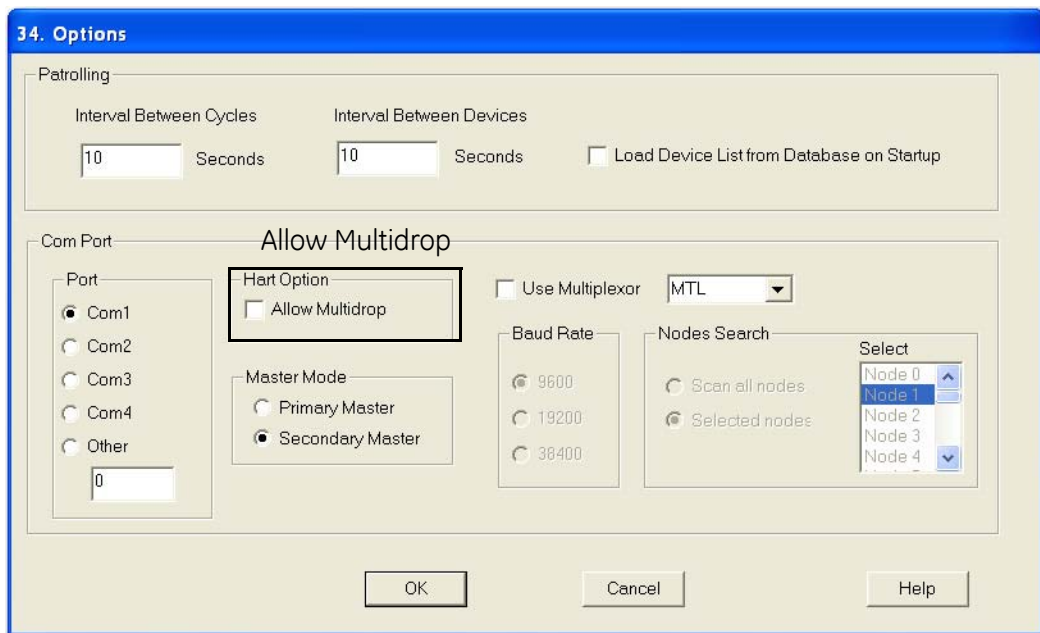 34. Options
Patrolling
Interval Between Cycles
Interval Between Devices
10
Seconds
10
Seconds
Load Device List from Database on Startup
Com Port
Allow Multidrop
Port
Com1
Com2
Com3
Com4
Other
0
Hart Option
Allow Multidrop
Master Mode
Primary Master
Secondary Master
Use Multiplexor
MTL
Baud Rate
9600
19200
38400
Nodes Search
Scan all nodes
Selected nodes
Select
Node 0
Node 1
Node 2
Node 3
Node 4
OK
Cancel
Help